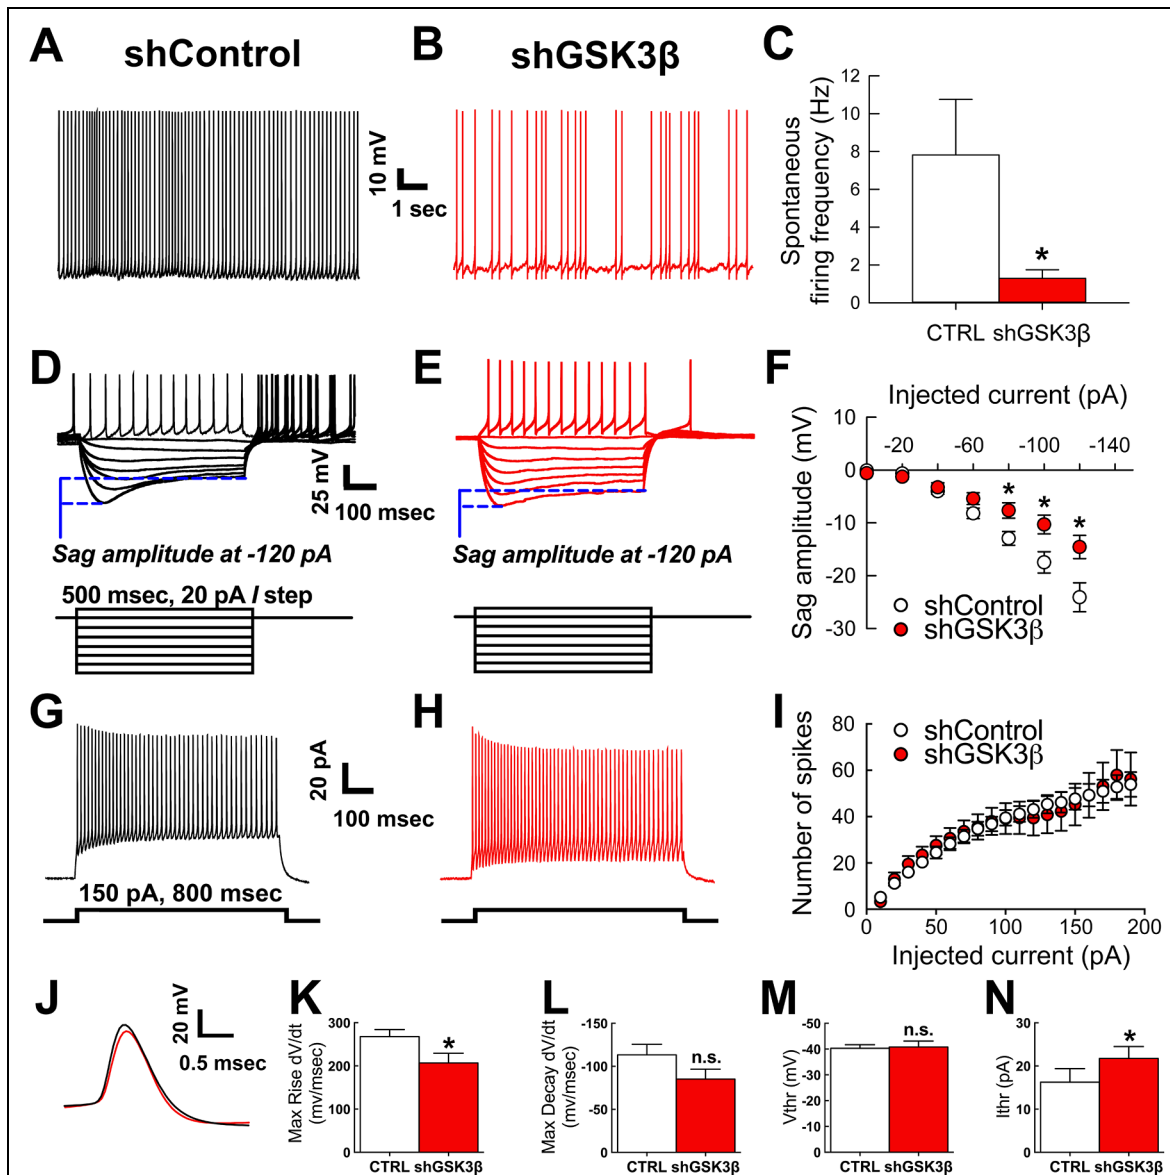 A
shControl
B
shGSK3β
C
10 mV
1 sec
Spontaneous
firing frequency (Hz)
12
10
8
6
4
2
0
*
CTRL shGSK3β
D
25 mV
100 msec
Sag amplitude at -120 pA
500 msec, 20 pA / step
E
Sag amplitude at -120 pA
F
Injected current (pA)
Sag amplitude (mV)
10
0
-10
-20
-30
-20
-60
-100
-140
* * *
shControl
shGSK3β
G
20 pA
100 msec
150 pA, 800 msec
H
I
Number of spikes
80
60
40
20
0
shControl
shGSK3β
0 50 100 150 200
Injected current (pA)
J
20 mV
0.5 msec
K
Max Rise dV/dt
(mv/msec)
300
200
100
0
*
CTRL shGSK3β
L
Max Decay dV/dt
(mv/msec)
-150
-100
-50
0
n.s.
CTRL shGSK3β
M
Vthr (mV)
-50
-40
-30
-20
-10
0
n.s.
CTRL shGSK3β
N
Ithr (pA)
30
20
10
0
*
CTRL shGSK3β